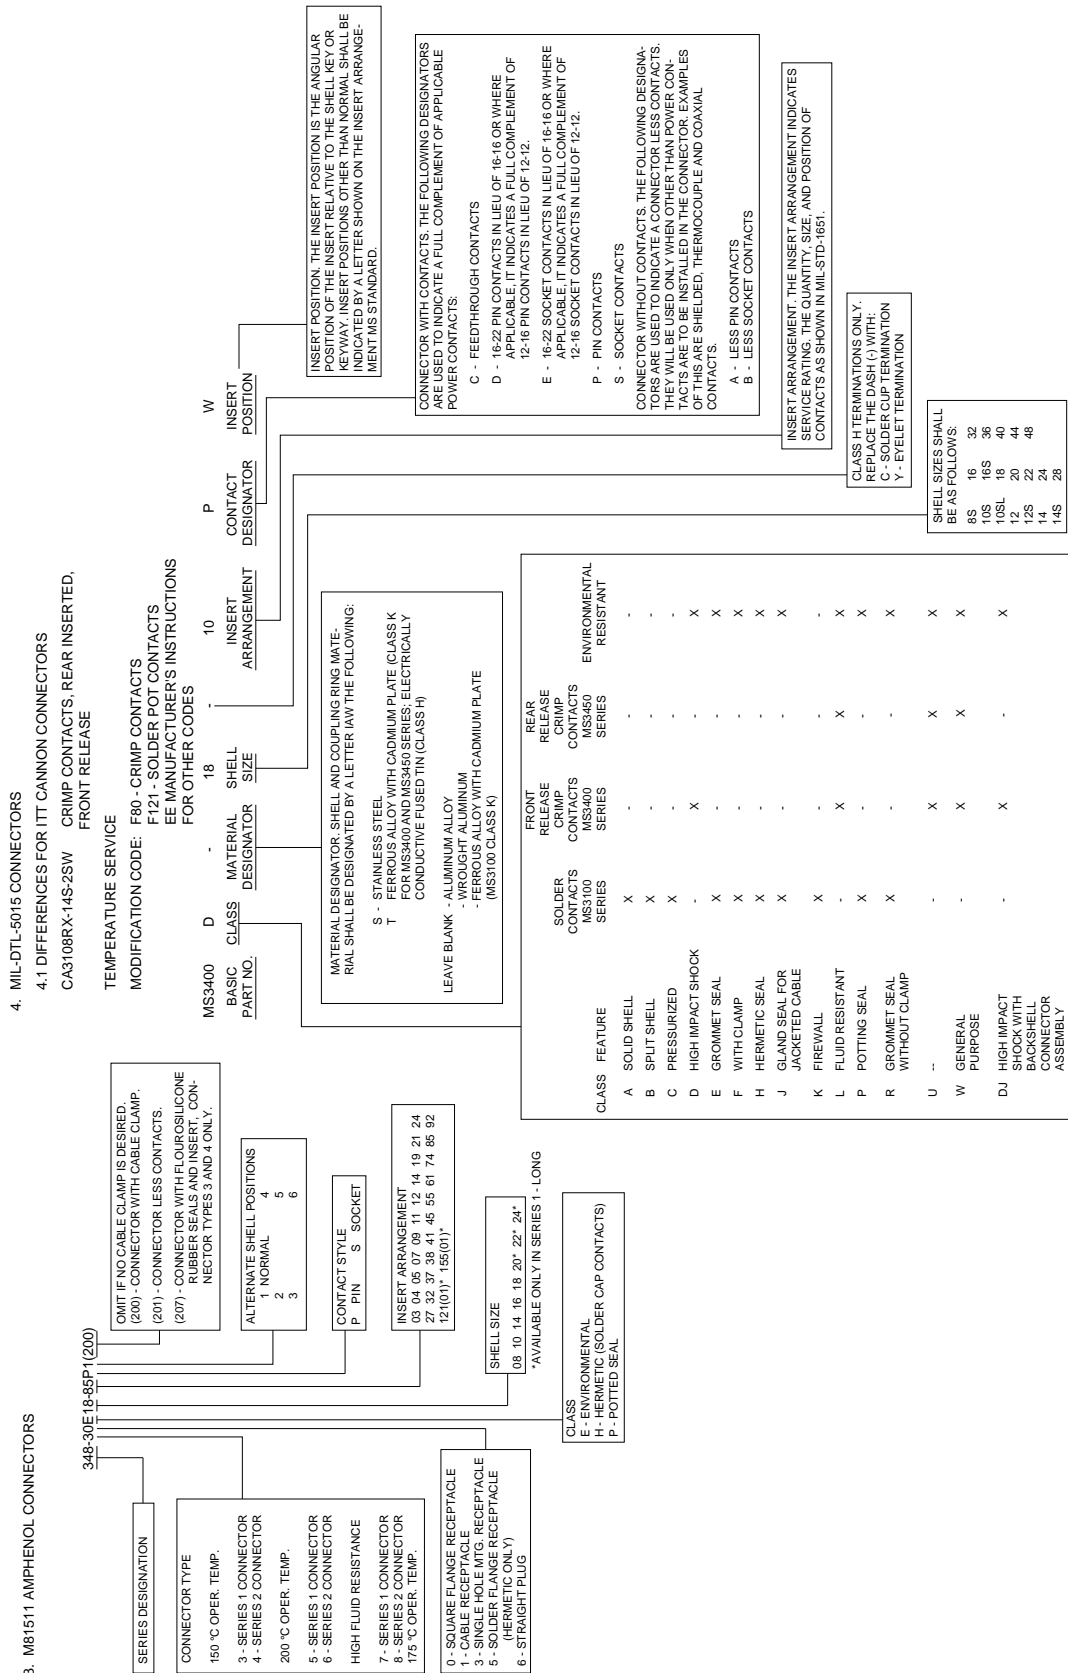 3. M81511 AMPHENOL CONNECTORS
348-30E18-85P1(200)
SERIES DESIGNATION
CONNECTOR TYPE
150 °C OPER. TEMP.
3 - SERIES 1 CONNECTOR
4 - SERIES 2 CONNECTOR
200 °C OPER. TEMP.
5 - SERIES 1 CONNECTOR
6 - SERIES 2 CONNECTOR
HIGH FLUID RESISTANCE
7 - SERIES 1 CONNECTOR
8 - SERIES 2 CONNECTOR
175 °C OPER. TEMP.
0 - SQUARE FLANGE RECEPTACLE
1 - CABLE RECEPTACLE
3 - SINGLE HOLE MTG. RECEPTACLE
5 - SOLDER FLANGE RECEPTACLE
(HERMETIC ONLY)
6 - STRAIGHT PLUG
OMIT IF NO CABLE CLAMP IS DESIRED.
(200) - CONNECTOR WITH CABLE CLAMP.
(201) - CONNECTOR LESS CONTACTS.
(207) - CONNECTOR WITH FLOUROSILICONE
RUBBER SEALS AND INSERT, CON-
NECTOR TYPES 3 AND 4 ONLY.
ALTERNATE SHELL POSITIONS
1 NORMAL 4
2 5
3 6
CONTACT STYLE
P PIN S SOCKET
INSERT ARRANGEMENT
03 04 05 07 09 11 12 14 19 21 24
27 32 37 38 41 45 55 61 74 85 92
121(01)* 155(01)*
SHELL SIZE
08 10 14 16 18 20* 22* 24*
*AVAILABLE ONLY IN SERIES 1 - LONG
CLASS
E - ENVIRONMENTAL
H - HERMETIC (SOLDER CAP CONTACTS)
P - POTTED SEAL
4. MIL-DTL-5015 CONNECTORS
4.1 DIFFERENCES FOR ITT CANNON CONNECTORS
CA3108RX-14S-2SW CRIMP CONTACTS, REAR INSERTED,
FRONT RELEASE
TEMPERATURE SERVICE
MODIFICATION CODE: F80 - CRIMP CONTACTS
F121 - SOLDER POT CONTACTS
EE MANUFACTURER'S INSTRUCTIONS
FOR OTHER CODES
MS3400 D - 18 - 10 P W
BASIC PART NO.
CLASS
MATERIAL DESIGNATOR
SHELL SIZE
INSERT ARRANGEMENT
CONTACT DESIGNATOR
INSERT POSITION
MATERIAL DESIGNATOR. SHELL AND COUPLING RING MATE-
RIAL SHALL BE DESIGNATED BY A LETTER IAW THE FOLLOWING:
S - STAINLESS STEEL
T FERROUS ALLOY WITH CADMIUM PLATE (CLASS K
FOR MS3400 AND MS3450 SERIES; ELECTRICALLY
CONDUCTIVE FUSED TIN (CLASS H)
LEAVE BLANK - ALUMINUM ALLOY
- WROUGHT ALUMINUM
- FERROUS ALLOY WITH CADMIUM PLATE
(MS3100 CLASS K)
INSERT POSITION. THE INSERT POSITION IS THE ANGULAR
POSITION OF THE INSERT RELATIVE TO THE SHELL KEY OR
KEYWAY. INSERT POSITIONS OTHER THAN NORMAL SHALL BE
INDICATED BY A LETTER SHOWN ON THE INSERT ARRANGE-
MENT MS STANDARD.
CONNECTOR WITH CONTACTS. THE FOLLOWING DESIGNATORS
ARE USED TO INDICATE A FULL COMPLEMENT OF APPLICABLE
POWER CONTACTS:
C - FEEDTHROUGH CONTACTS
D - 16-22 PIN CONTACTS IN LIEU OF 16-16 OR WHERE
APPLICABLE, IT INDICATES A FULL COMPLEMENT OF
12-16 PIN CONTACTS IN LIEU OF 12-12.
E - 16-22 SOCKET CONTACTS IN LIEU OF 16-16 OR WHERE
APPLICABLE, IT INDICATES A FULL COMPLEMENT OF
12-16 SOCKET CONTACTS IN LIEU OF 12-12.
P - PIN CONTACTS
S - SOCKET CONTACTS
CONNECTOR WITHOUT CONTACTS. THE FOLLOWING DESIGNA-
TORS ARE USED TO INDICATE A CONNECTOR LESS CONTACTS.
THEY WILL BE USED ONLY WHEN OTHER THAN POWER CON-
TACTS ARE TO BE INSTALLED IN THE CONNECTOR. EXAMPLES
OF THIS ARE SHIELDED, THERMOCOUPLE AND COAXIAL
CONTACTS.
A - LESS PIN CONTACTS
B - LESS SOCKET CONTACTS
INSERT ARRANGEMENT. THE INSERT ARRANGEMENT INDICATES
SERVICE RATING. THE QUANTITY, SIZE, AND POSITION OF
CONTACTS AS SHOWN IN MIL-STD-1651.
CLASS H TERMINATIONS ONLY.
REPLACE THE DASH (-) WITH:
C - SOLDER CUP TERMINATION
Y - EYELET TERMINATION
SHELL SIZES SHALL
BE AS FOLLOWS:
8S 16 32
10S 16S 36
10SL 18 40
12 20 44
12S 22 48
14 24
14S 28
CLASS FEATURE
SOLDER CONTACTS MS3100 SERIES
FRONT RELEASE CRIMP CONTACTS MS3400 SERIES
REAR RELEASE CRIMP CONTACTS MS3450 SERIES
ENVIRONMENTAL RESISTANT
A SOLID SHELL X - - -
B SPLIT SHELL X - - -
C PRESSURIZED X - - -
D HIGH IMPACT SHOCK - X - X
E GROMMET SEAL X - - X
F WITH CLAMP X - - X
H HERMETIC SEAL X - - X
J GLAND SEAL FOR X - - X
JACKETED CABLE
K FIREWALL X - - -
L FLUID RESISTANT - X X X
P POTTING SEAL X - - X
R GROMMET SEAL X - - X
WITHOUT CLAMP
U -- - X X X
W GENERAL - X X X
PURPOSE
DJ HIGH IMPACT - X - X
SHOCK WITH
BACKSHELL
CONNECTOR
ASSEMBLY